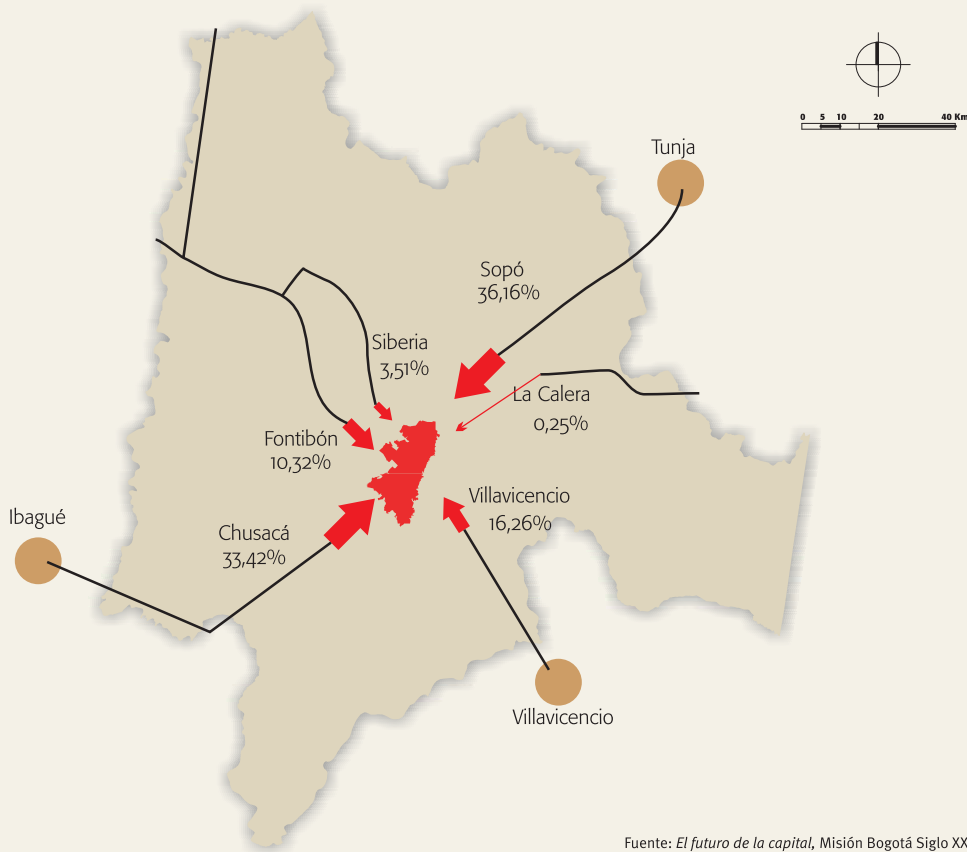 0 5 10 20 40 Km
Tunja
Sopó
36,16%
Siberia
3,51%
La Calera
0,25%
Fontibón
10,32%
Villavicencio
16,26%
Ibagué
Chusacá
33,42%
Villavicencio
Fuente: El futuro de la capital, Misión Bogotá Siglo XX